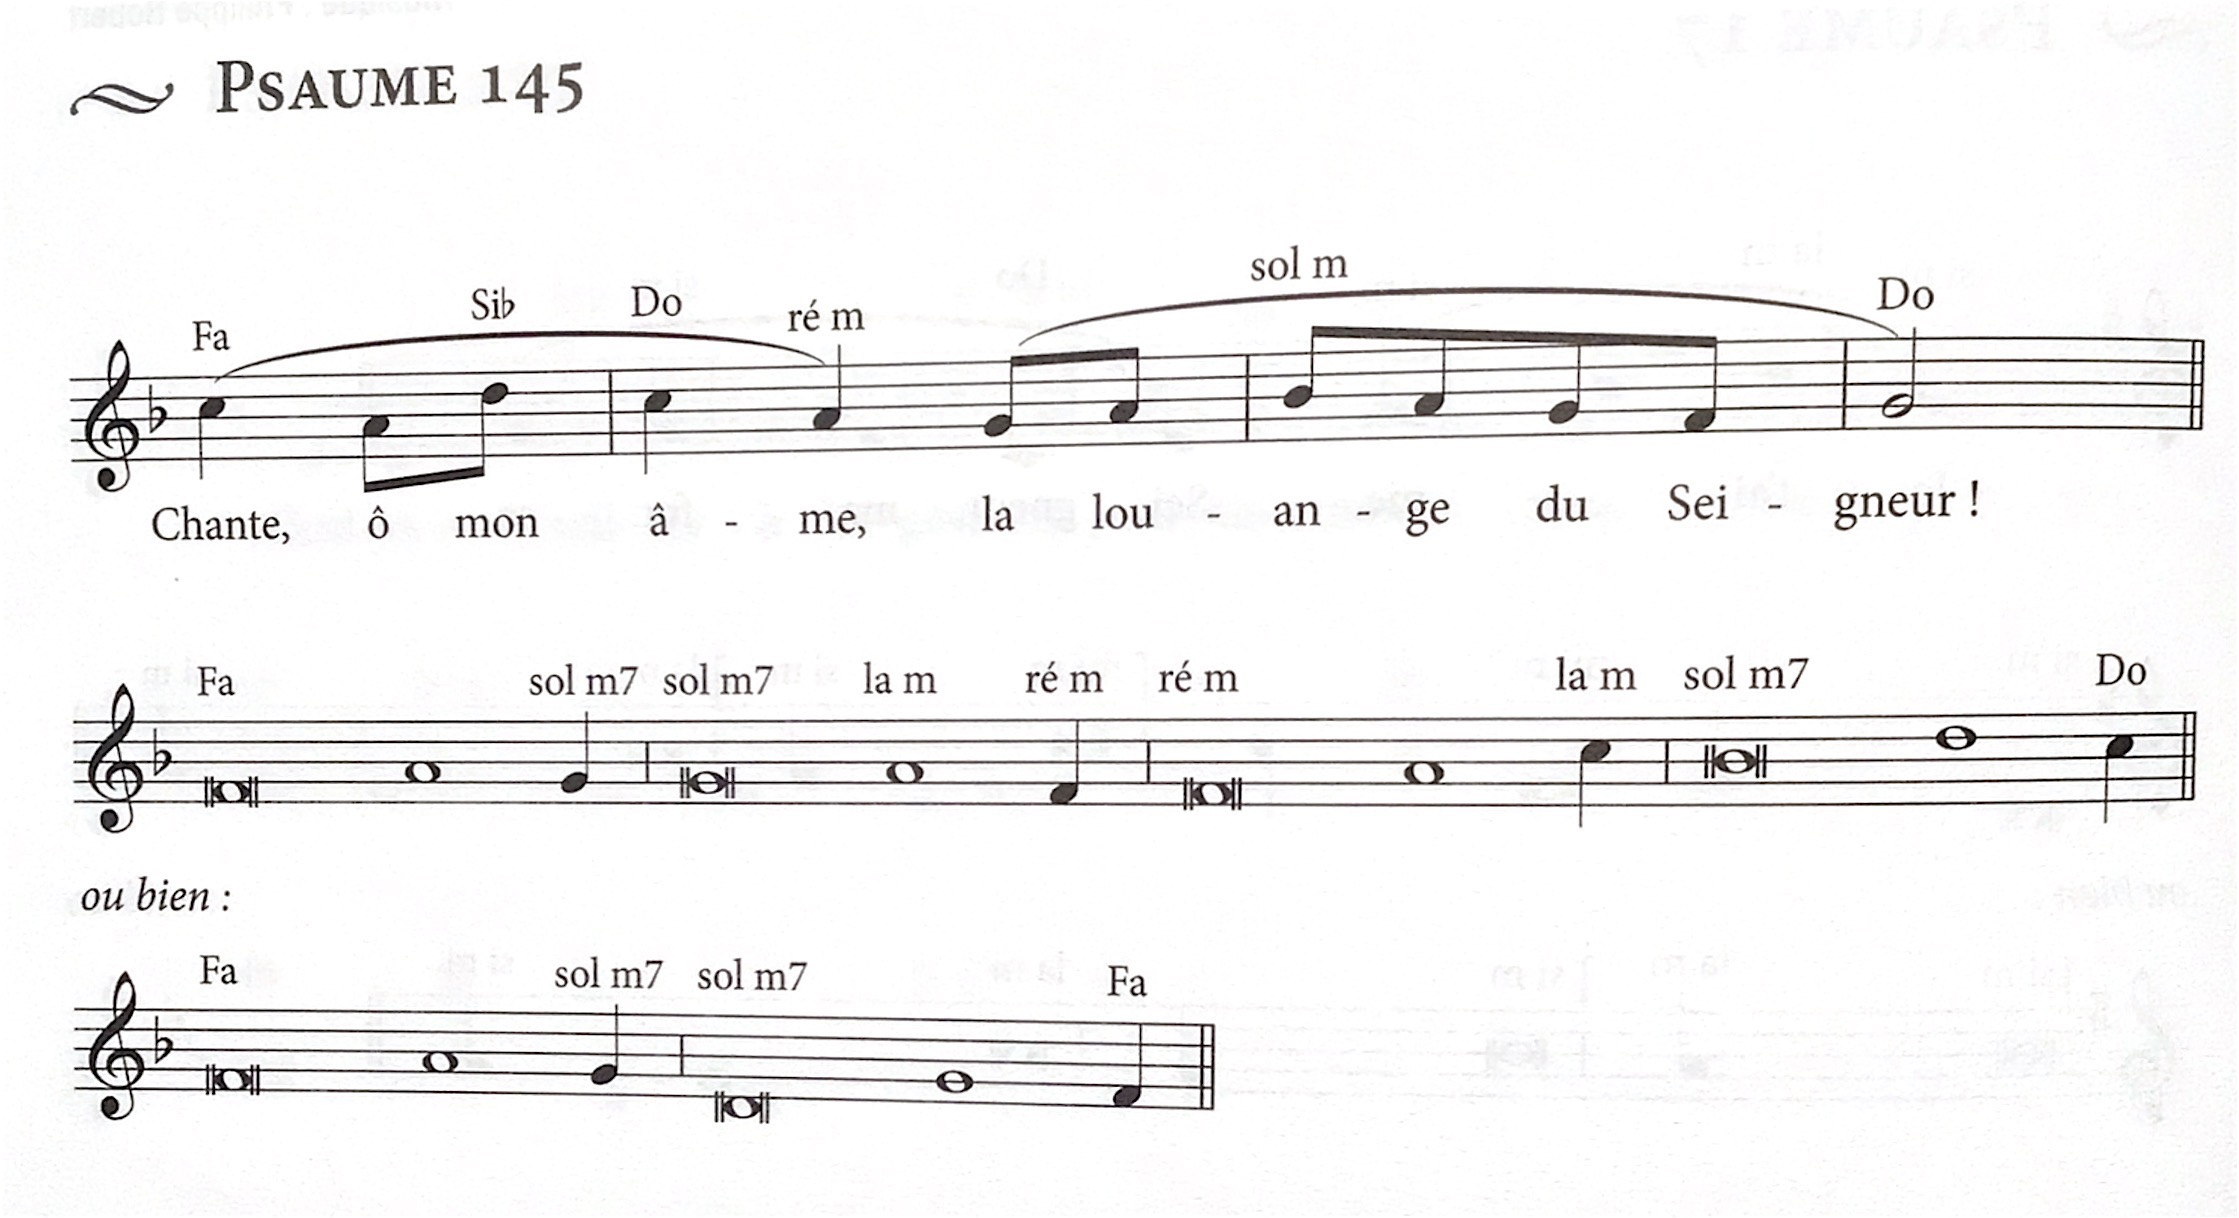 PSAUME 145
Fa Sib Do ré m sol m Do
Chante, ô mon â - me, la lou - an - ge du Sei - gneur !
Fa sol m7 sol m7 la m ré m ré m la m sol m7 Do
ou bien :
Fa sol m7 sol m7 Fa